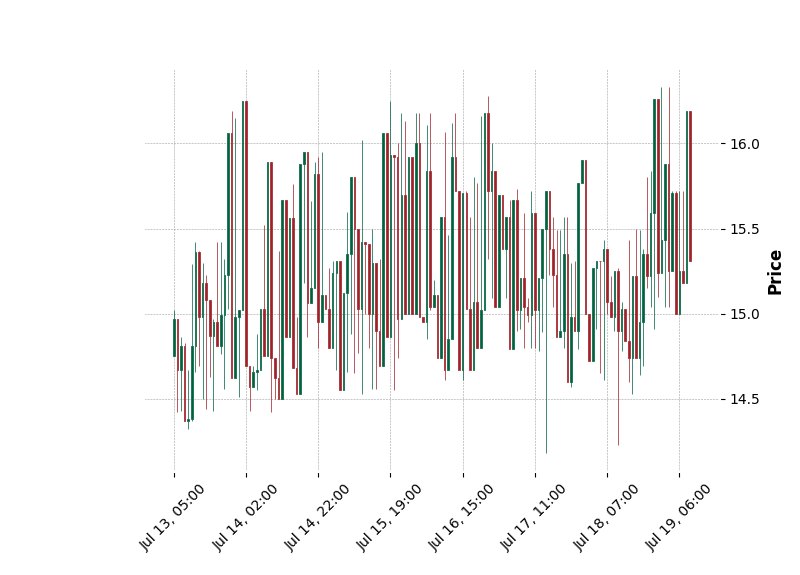 16.0
15.5
15.0
14.5
Price
Jul 13, 05:00
Jul 14, 02:00
Jul 14, 22:00
Jul 15, 19:00
Jul 16, 15:00
Jul 17, 11:00
Jul 18, 07:00
Jul 19, 06:00